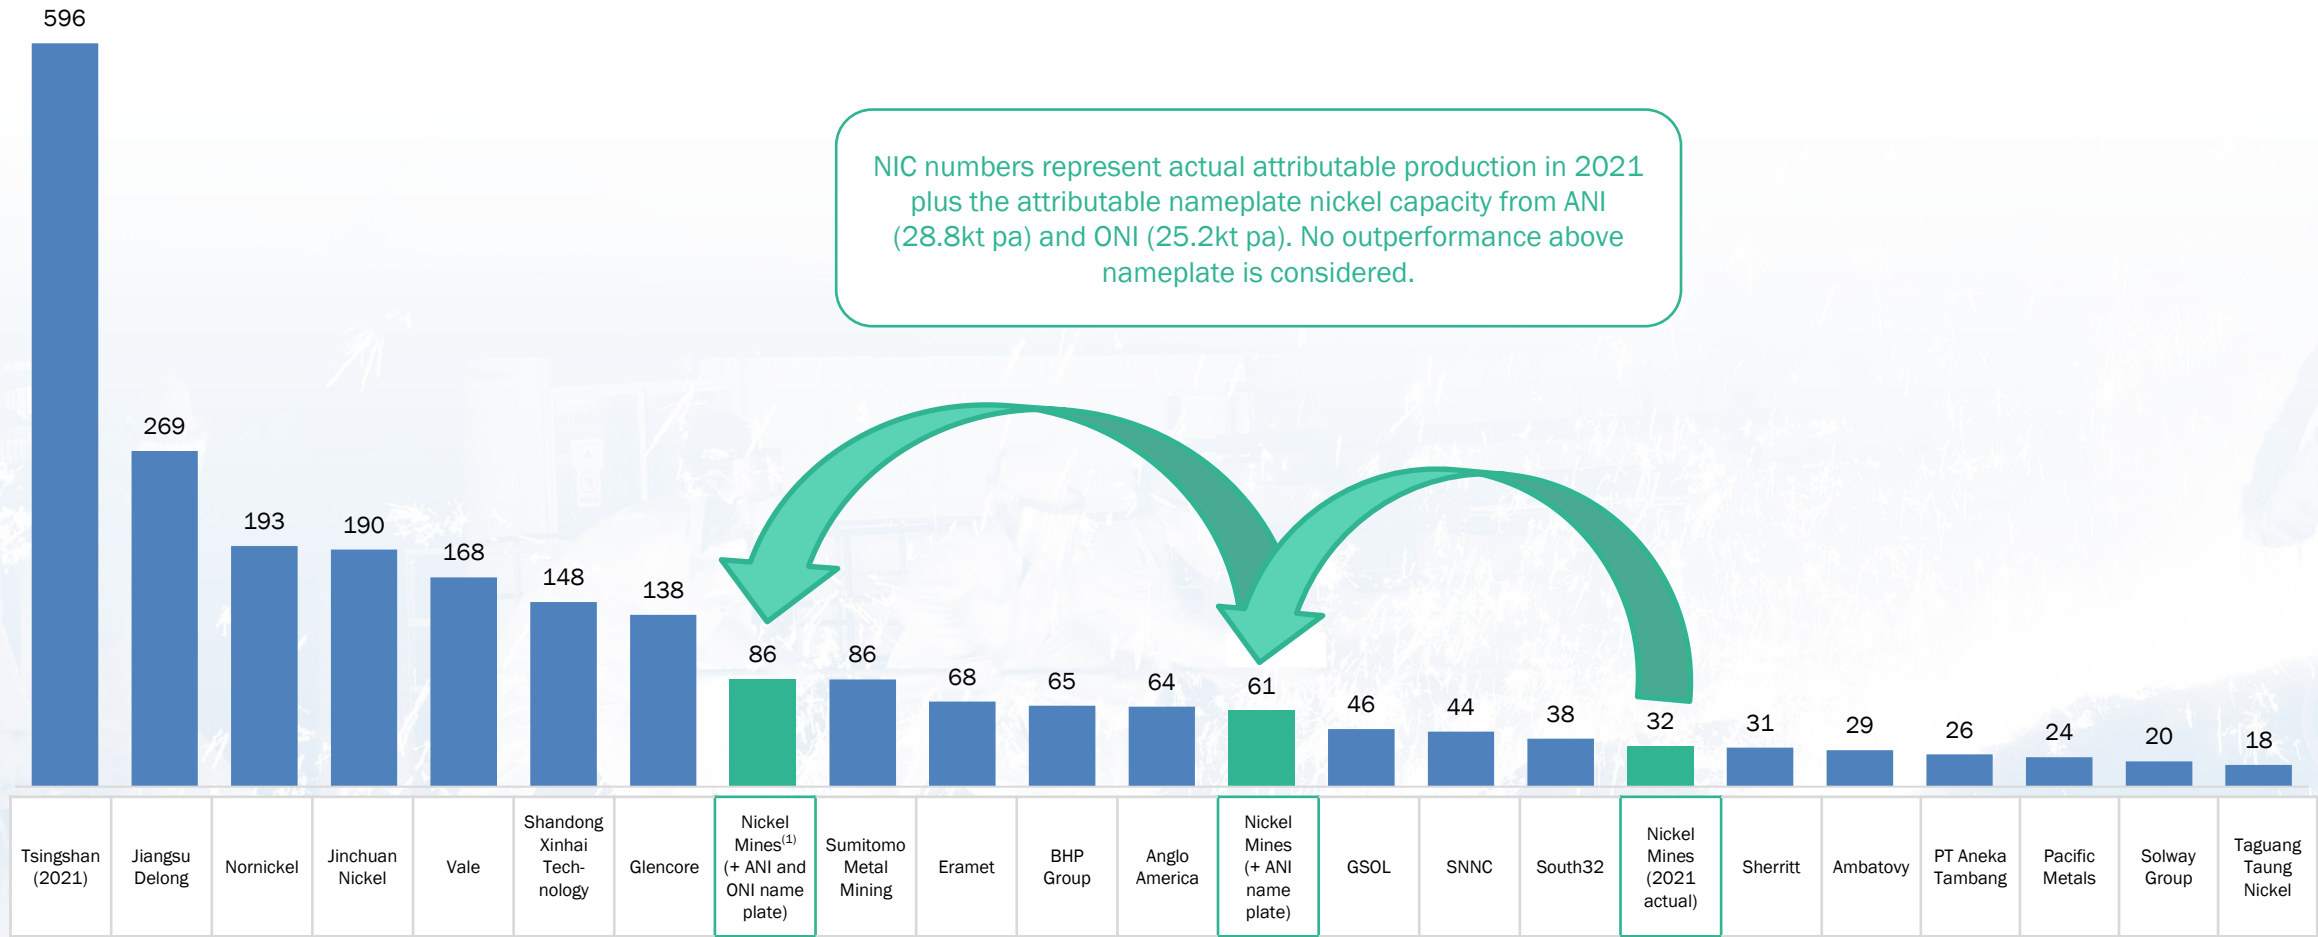 596
269
193
190
168
148
138
86
86
68
65
64
61
46
44
38
32
31
29
26
24
20
18
NIC numbers represent actual attributable production in 2021
plus the attributable nameplate nickel capacity from ANI
(28.8kt pa) and ONI (25.2kt pa). No outperformance above
nameplate is considered.
Tsingshan
(2021)
Jiangsu
Delong
Nornickel
Jinchuan
Nickel
Vale
Shandong
Xinhai
Tech-
nology
Glencore
Nickel
Mines(1)
(+ ANI and
ONI name
plate)
Sumitomo
Metal
Mining
Eramet
BHP
Group
Anglo
America
Nickel
Mines
(+ ANI
name
plate)
GSOL
SNNC
South32
Nickel
Mines
(2021
actual)
Sherritt
Ambatovy
PT Aneka
Tambang
Pacific
Metals
Solway
Group
Taguang
Taung
Nickel